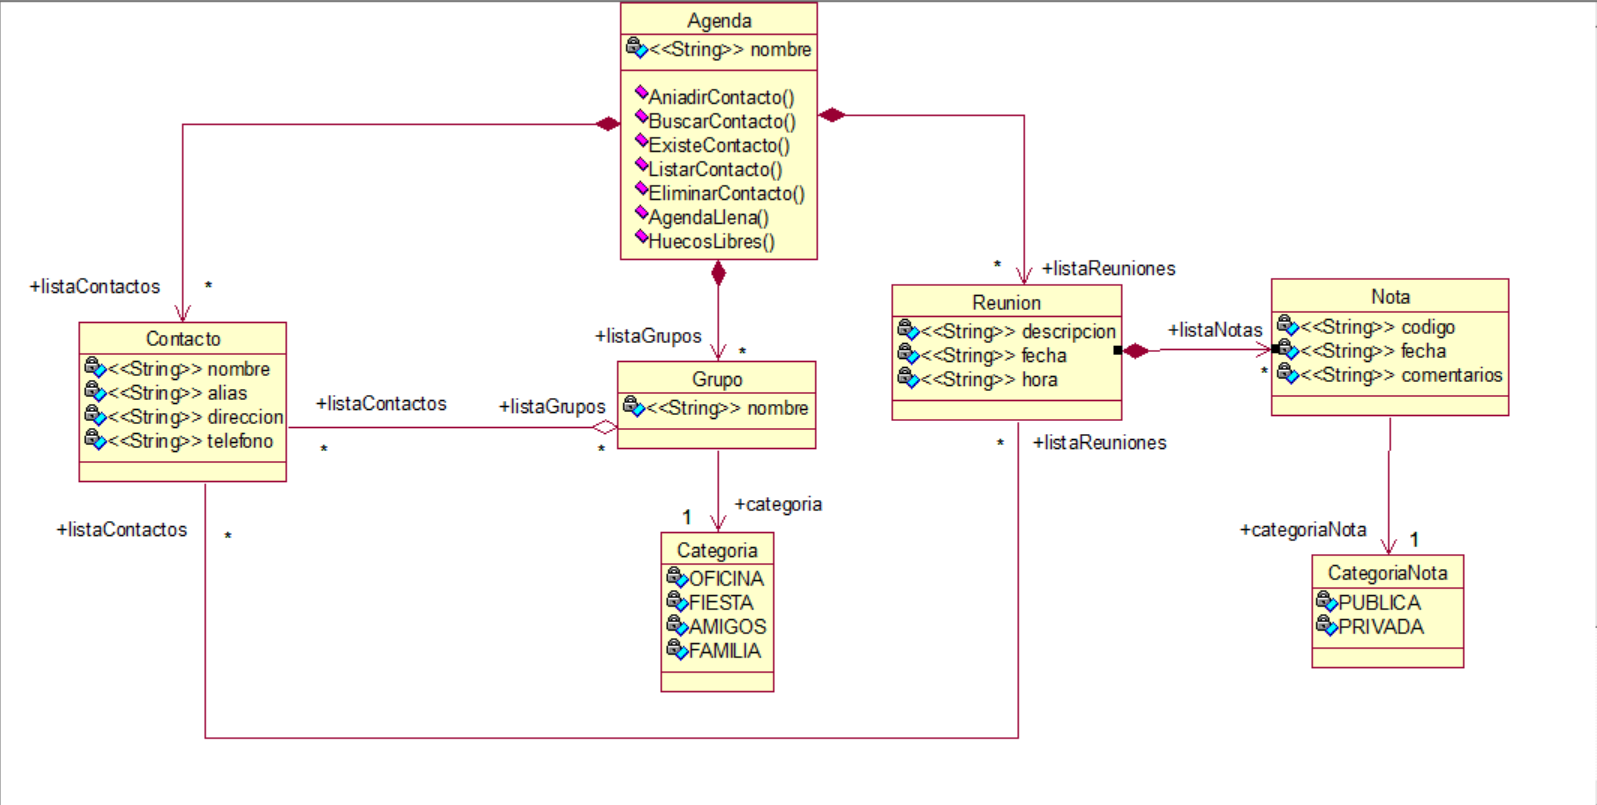 Agenda
<<String>> nombre
AniadirContacto()
BuscarContacto()
ExisteContacto()
ListarContacto()
EliminarContacto()
AgendaLlena()
HuecosLibres()
+listaContactos
*
* +listaReuniones
+listaGrupos
*
Contacto
<<String>> nombre
<<String>> alias
<<String>> direccion
<<String>> telefono
+listaContactos
*
+listaGrupos
*
Grupo
<<String>> nombre
Reunion
<<String>> descripcion
<<String>> fecha
<<String>> hora
+listaNotas
*
Nota
<<String>> codigo
<<String>> fecha
<<String>> comentarios
* +listaReuniones
+listaContactos
*
+categoria
1
Categoria
OFICINA
FIESTA
AMIGOS
FAMILIA
+categoriaNota
1
CategoriaNota
PUBLICA
PRIVADA